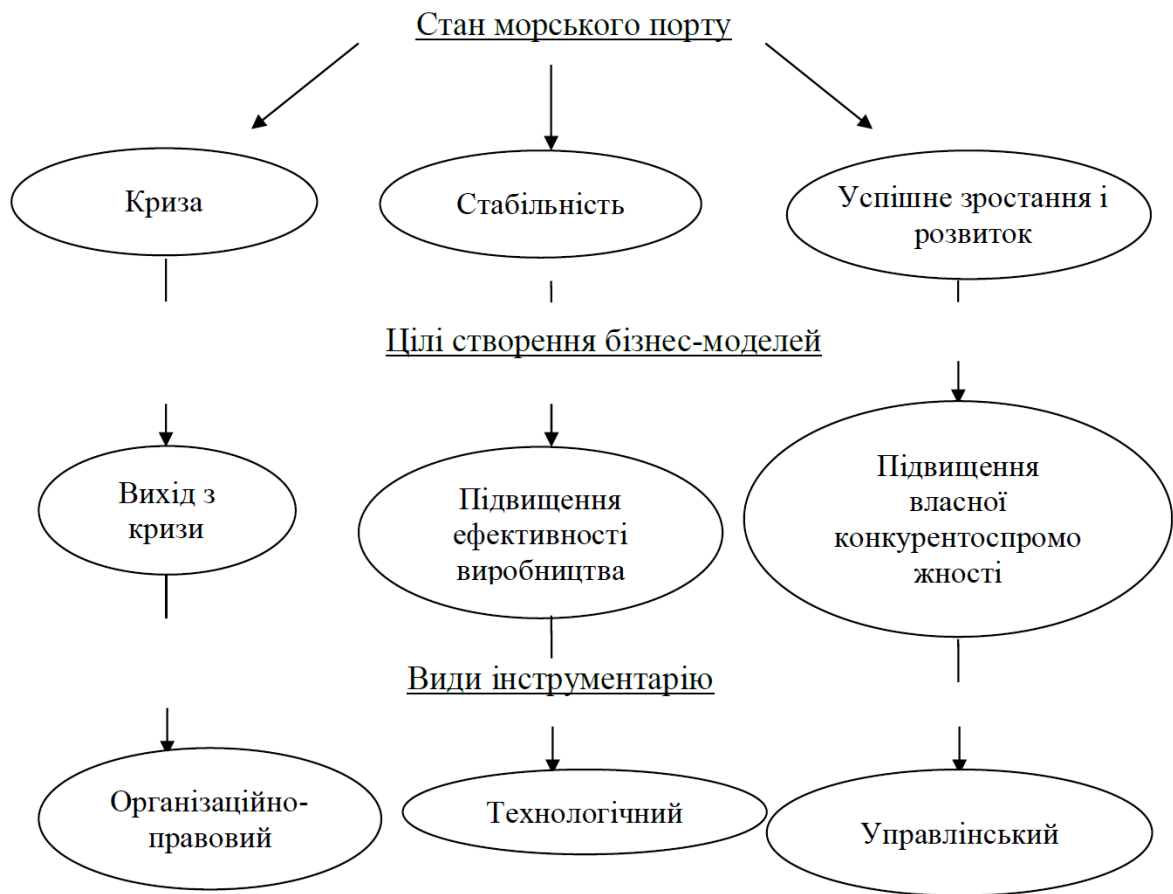 Стан морського порту
Криза
Стабільність
Успішне зростання і
розвиток
Цілі створення бізнес-моделей
Вихід з
кризи
Підвищення
ефективності
виробництва
Підвищення
власної
конкурентоспромо
жності
Види інструментарію
Організаційно-
правовий
Технологічний
Управлінський